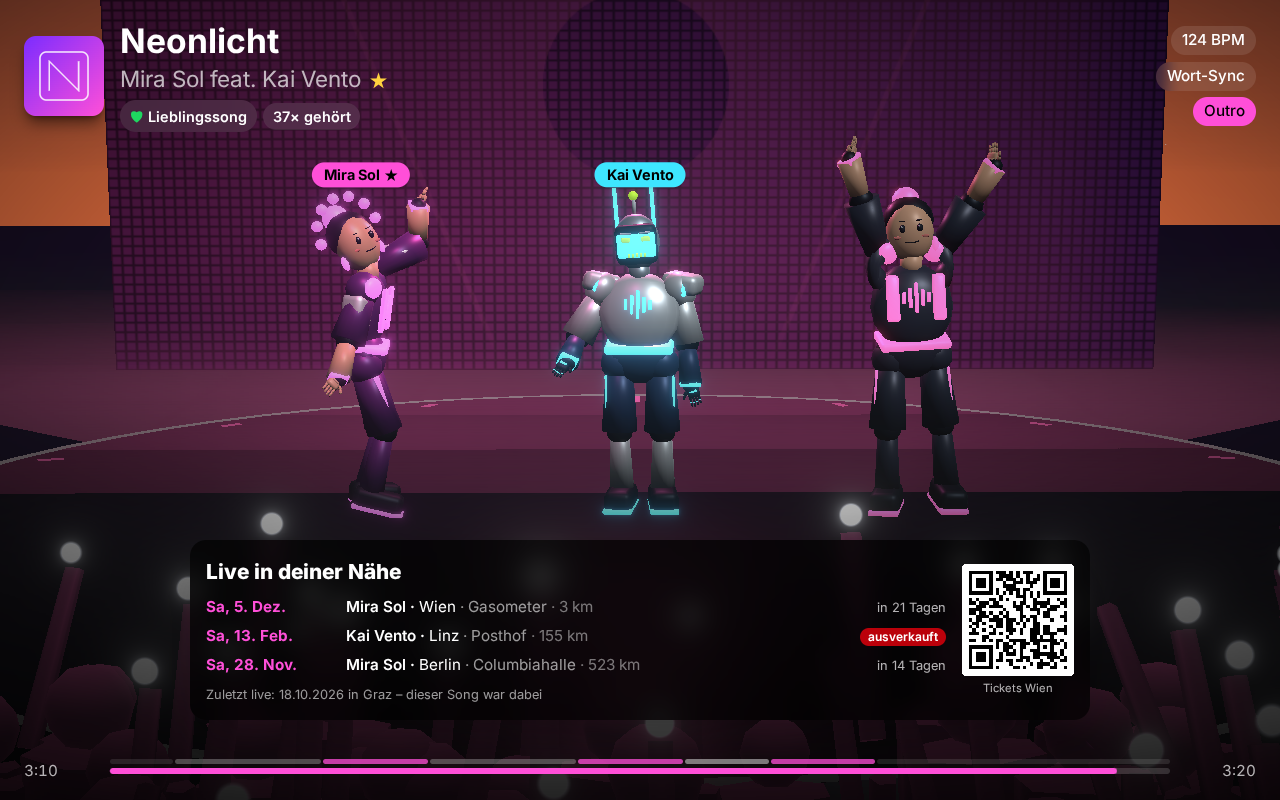 N
Neonlicht
Mira Sol feat. Kai Vento ★
Lieblingssong
37× gehört
124 BPM
Wort-Sync
Outro
Mira Sol ★
Kai Vento
Live in deiner Nähe
Sa, 5. Dez. Mira Sol · Wien · Gasometer · 3 km in 21 Tagen
Sa, 13. Feb. Kai Vento · Linz · Posthof · 155 km ausverkauft
Sa, 28. Nov. Mira Sol · Berlin · Columbiahalle · 523 km in 14 Tagen
Zuletzt live: 18.10.2026 in Graz – dieser Song war dabei
Tickets Wien
3:10
3:20